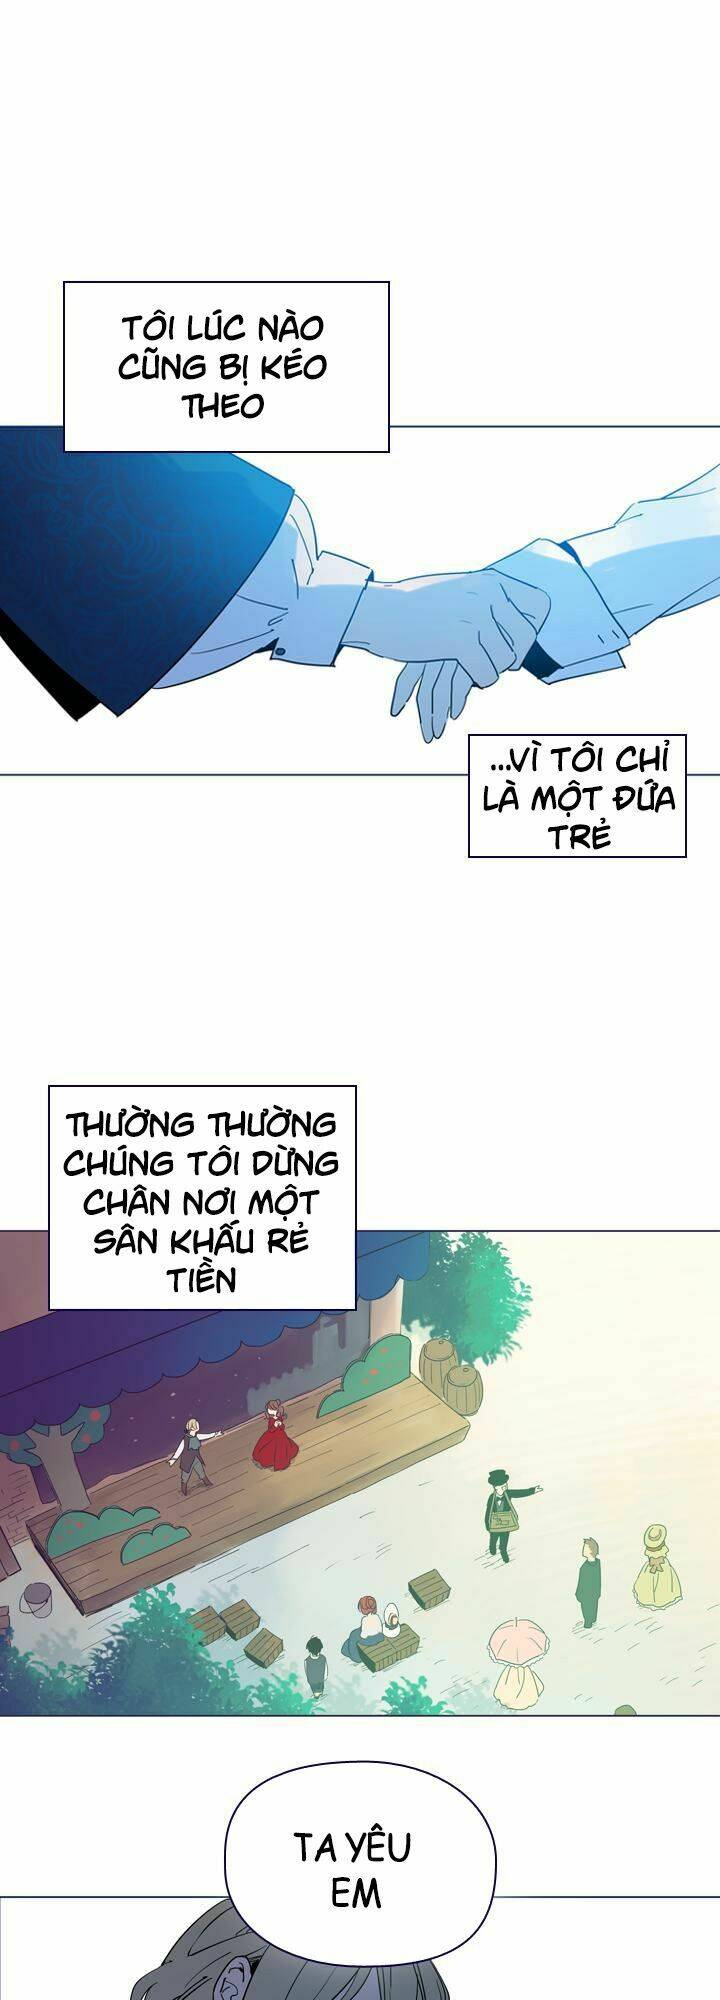 TÔI LÚC NÀO
CŨNG BỊ KÉO
THEO
...VÌ TÔI CHỈ
LÀ MỘT ĐỨA
TRẺ
THƯỜNG THƯỜNG
CHÚNG TÔI DỪNG
CHÂN NƠI MỘT
SÂN KHẤU RẺ
TIỀN
TA YÊU
EM